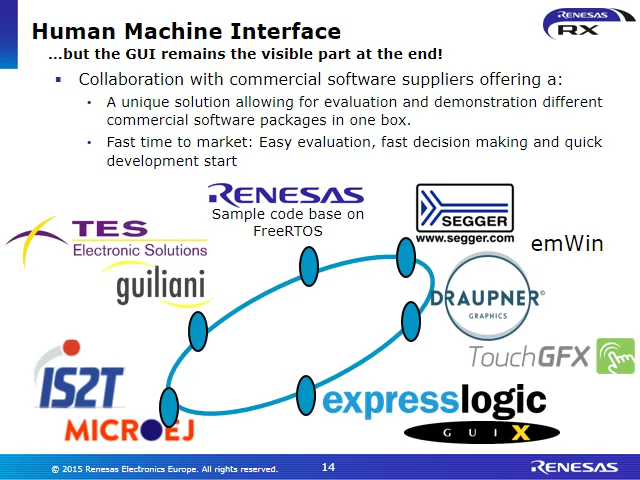 Human Machine Interface
...but the GUI remains the visible part at the end!
RENESAS
RX
▪ Collaboration with commercial software suppliers offering a:
• A unique solution allowing for evaluation and demonstration different
commercial software packages in one box.
• Fast time to market: Easy evaluation, fast decision making and quick
development start
RENESAS
Sample code base on
FreeRTOS
TES
Electronic Solutions
guiliani
SEGGER
www.segger.com
emWin
DRAUPNER®
GRAPHICS
TouchGFX
IS2T
MICROEJ
expresslogic
GUIX
© 2015 Renesas Electronics Europe. All rights reserved.
14
RENESAS